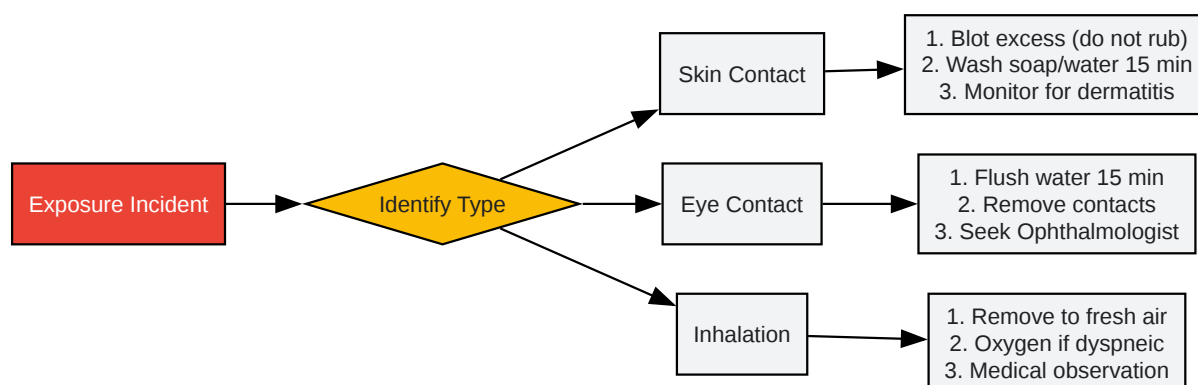 Exposure Incident
Identify Type
Skin Contact
1. Blot excess (do not rub)
2. Wash soap/water 15 min
3. Monitor for dermatitis
Eye Contact
1. Flush water 15 min
2. Remove contacts
3. Seek Ophthalmologist
Inhalation
1. Remove to fresh air
2. Oxygen if dyspneic
3. Medical observation